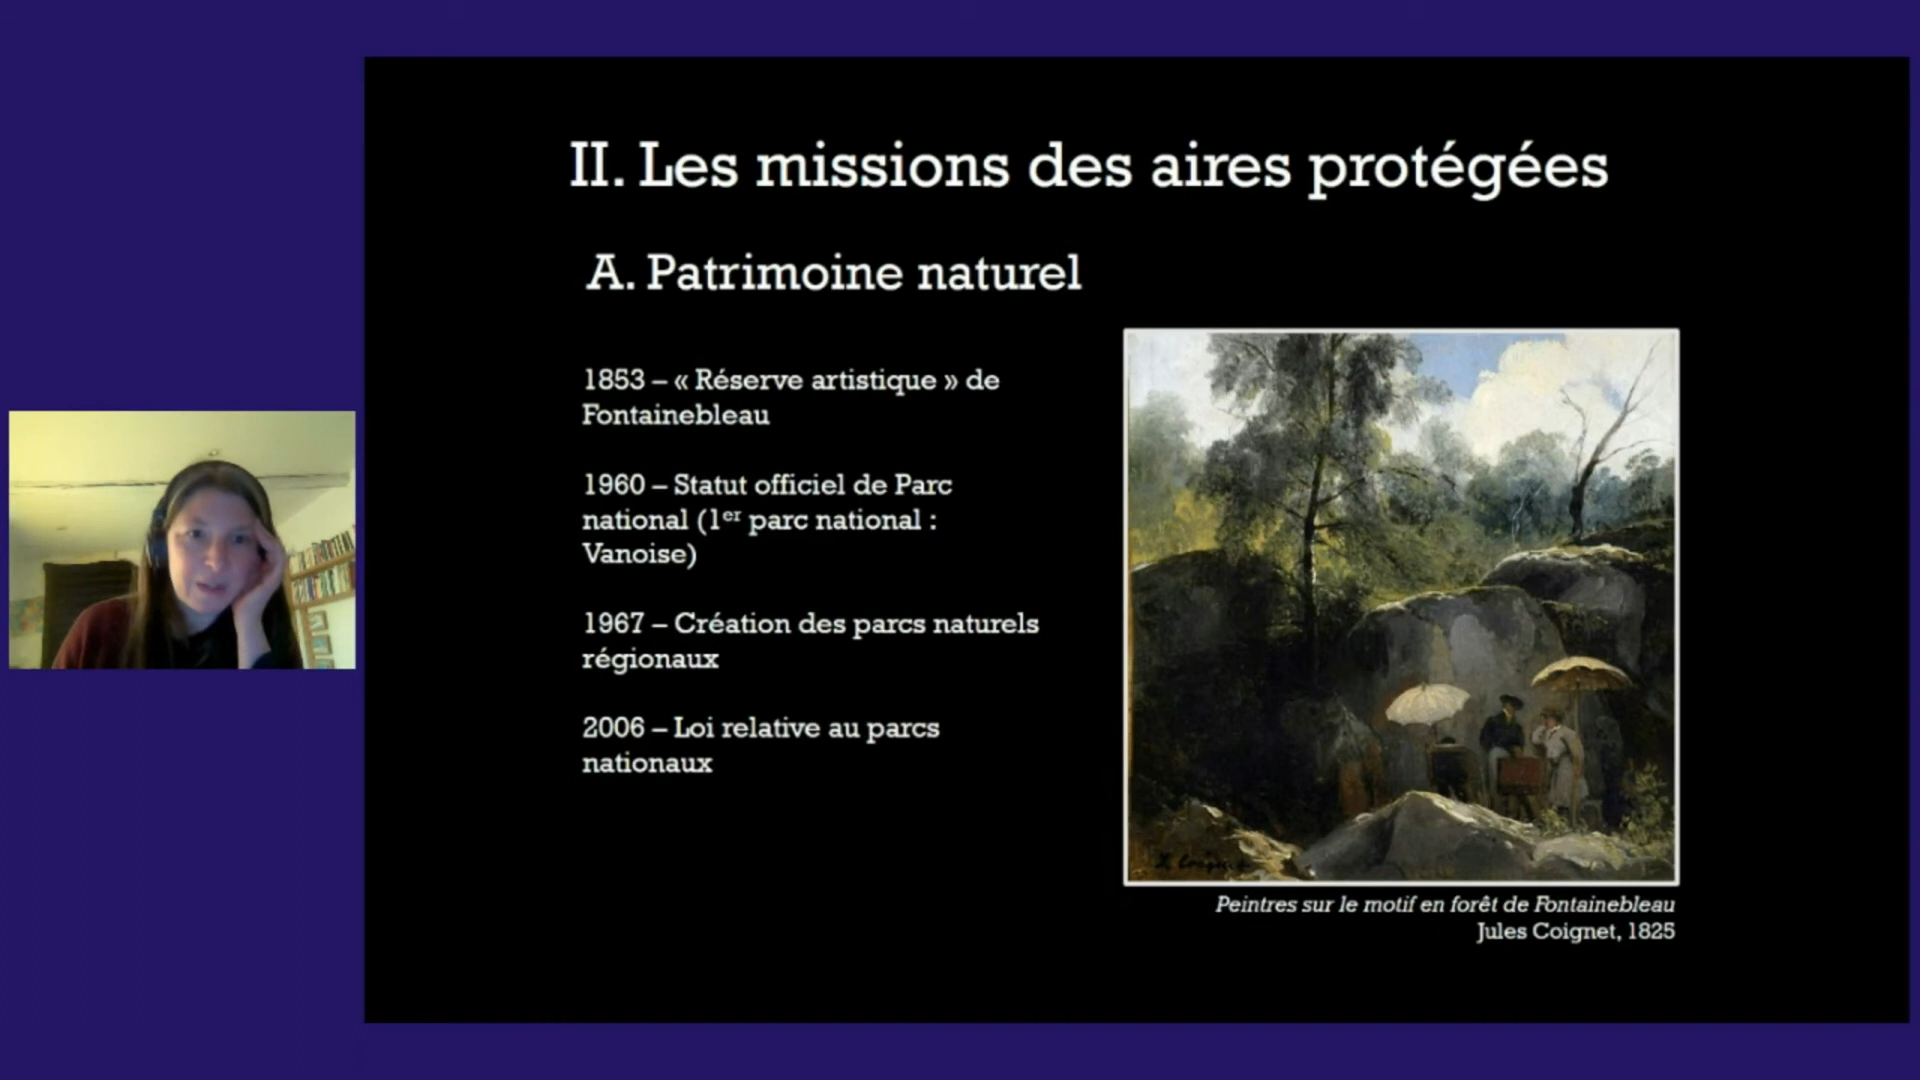 II. Les missions des aires protégées
A. Patrimoine naturel
1853 – « Réserve artistique » de
Fontainebleau
1960 – Statut officiel de Parc
national (1er parc national :
Vanoise)
1967 – Création des parcs naturels
régionaux
2006 – Loi relative au parcs
nationaux
Peintres sur le motif en forêt de Fontainebleau
Jules Coignet, 1825